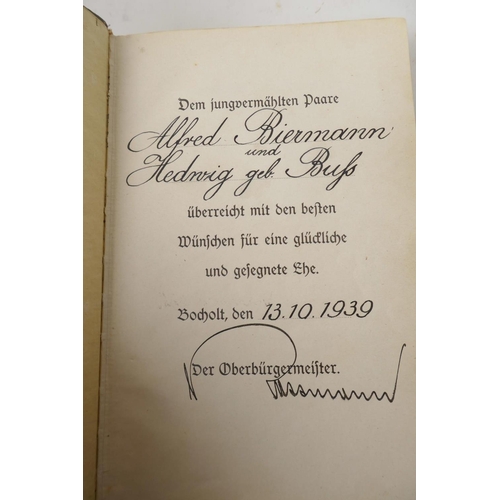 Dem jungvermählten Paare
Alfred Biermann
und
Hedwig geb. Buſs
überreicht mit den beſten
Wünſchen für eine glückliche
und geſegnete Ehe.
Bocholt, den 13.10.1939
Der Oberbürgermeiſter.